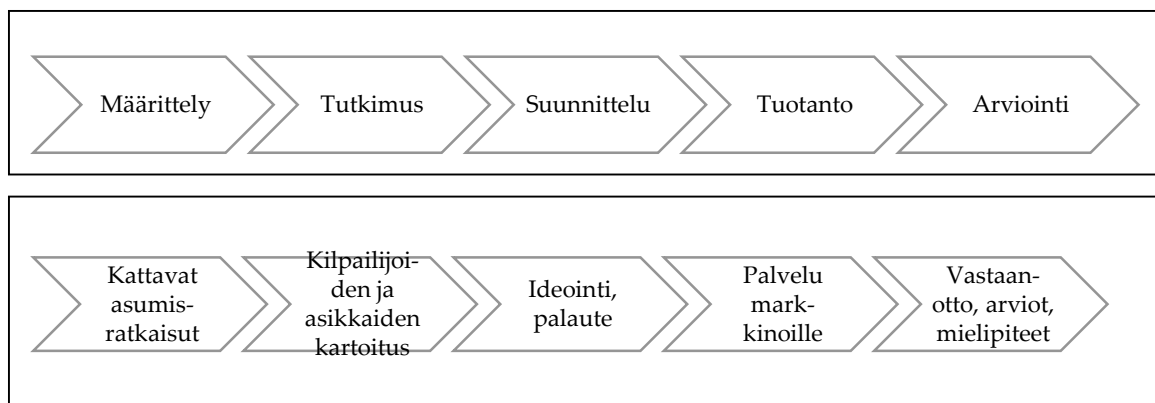 Määrittely
Tutkimus
Suunnittelu
Tuotanto
Arviointi
Kattavat
asumis-
ratkaisut
Kilpailijoi-
den ja
asikkaiden
kartoitus
Ideointi,
palaute
Palvelu
mark-
kinoille
Vastaan-
otto, arviot,
mielipiteet